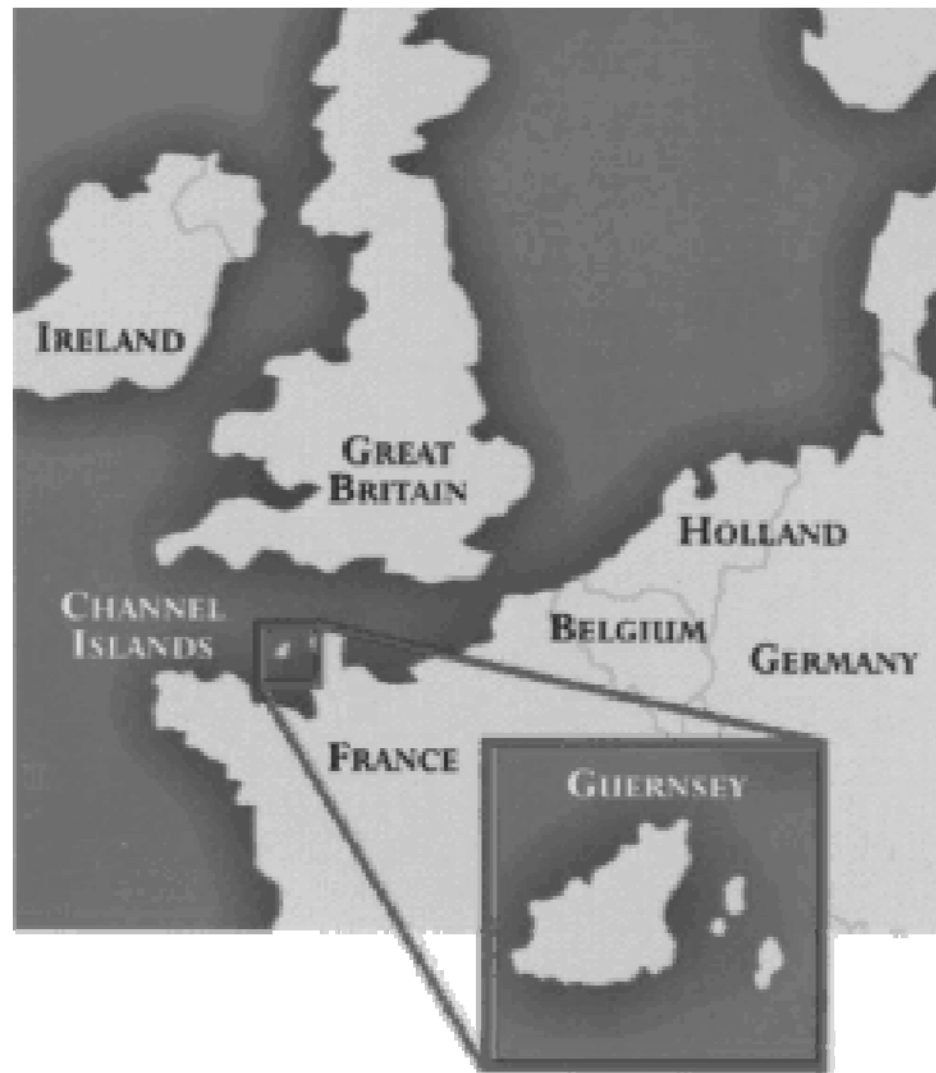 IRELAND
GREAT
BRITAIN
HOLLAND
CHANNEL
ISLANDS
BELGIUM
GERMANY
FRANCE
GUERNSEY